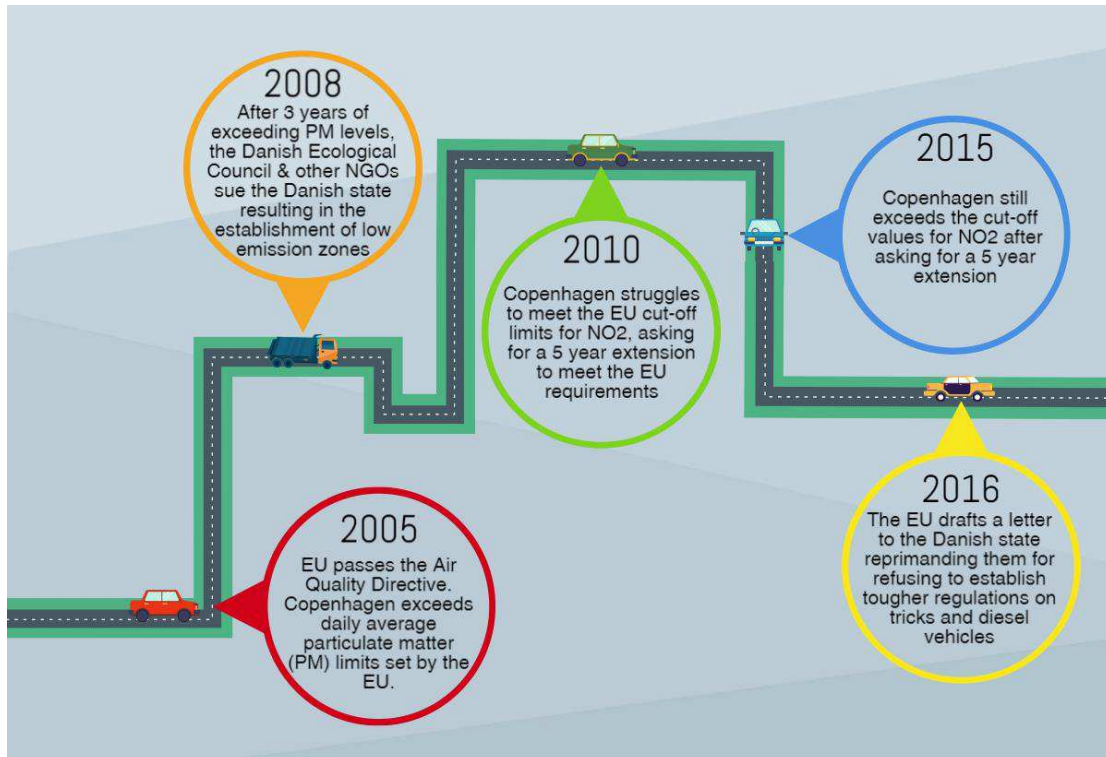 2008
After 3 years of
exceeding PM levels,
the Danish Ecological
Council & other NGOs
sue the Danish state
resulting in the
establishment of low
emission zones
2010
Copenhagen struggles
to meet the EU cut-off
limits for NO2, asking
for a 5 year extension
to meet the EU
requirements
2015
Copenhagen still
exceeds the cut-off
values for NO2 after
asking for a 5 year
extension
2005
EU passes the Air
Quality Directive.
Copenhagen exceeds
daily average
particulate matter
(PM) limits set by the
EU.
2016
The EU drafts a letter
to the Danish state
reprimanding them for
refusing to establish
tougher regulations on
tricks and diesel
vehicles